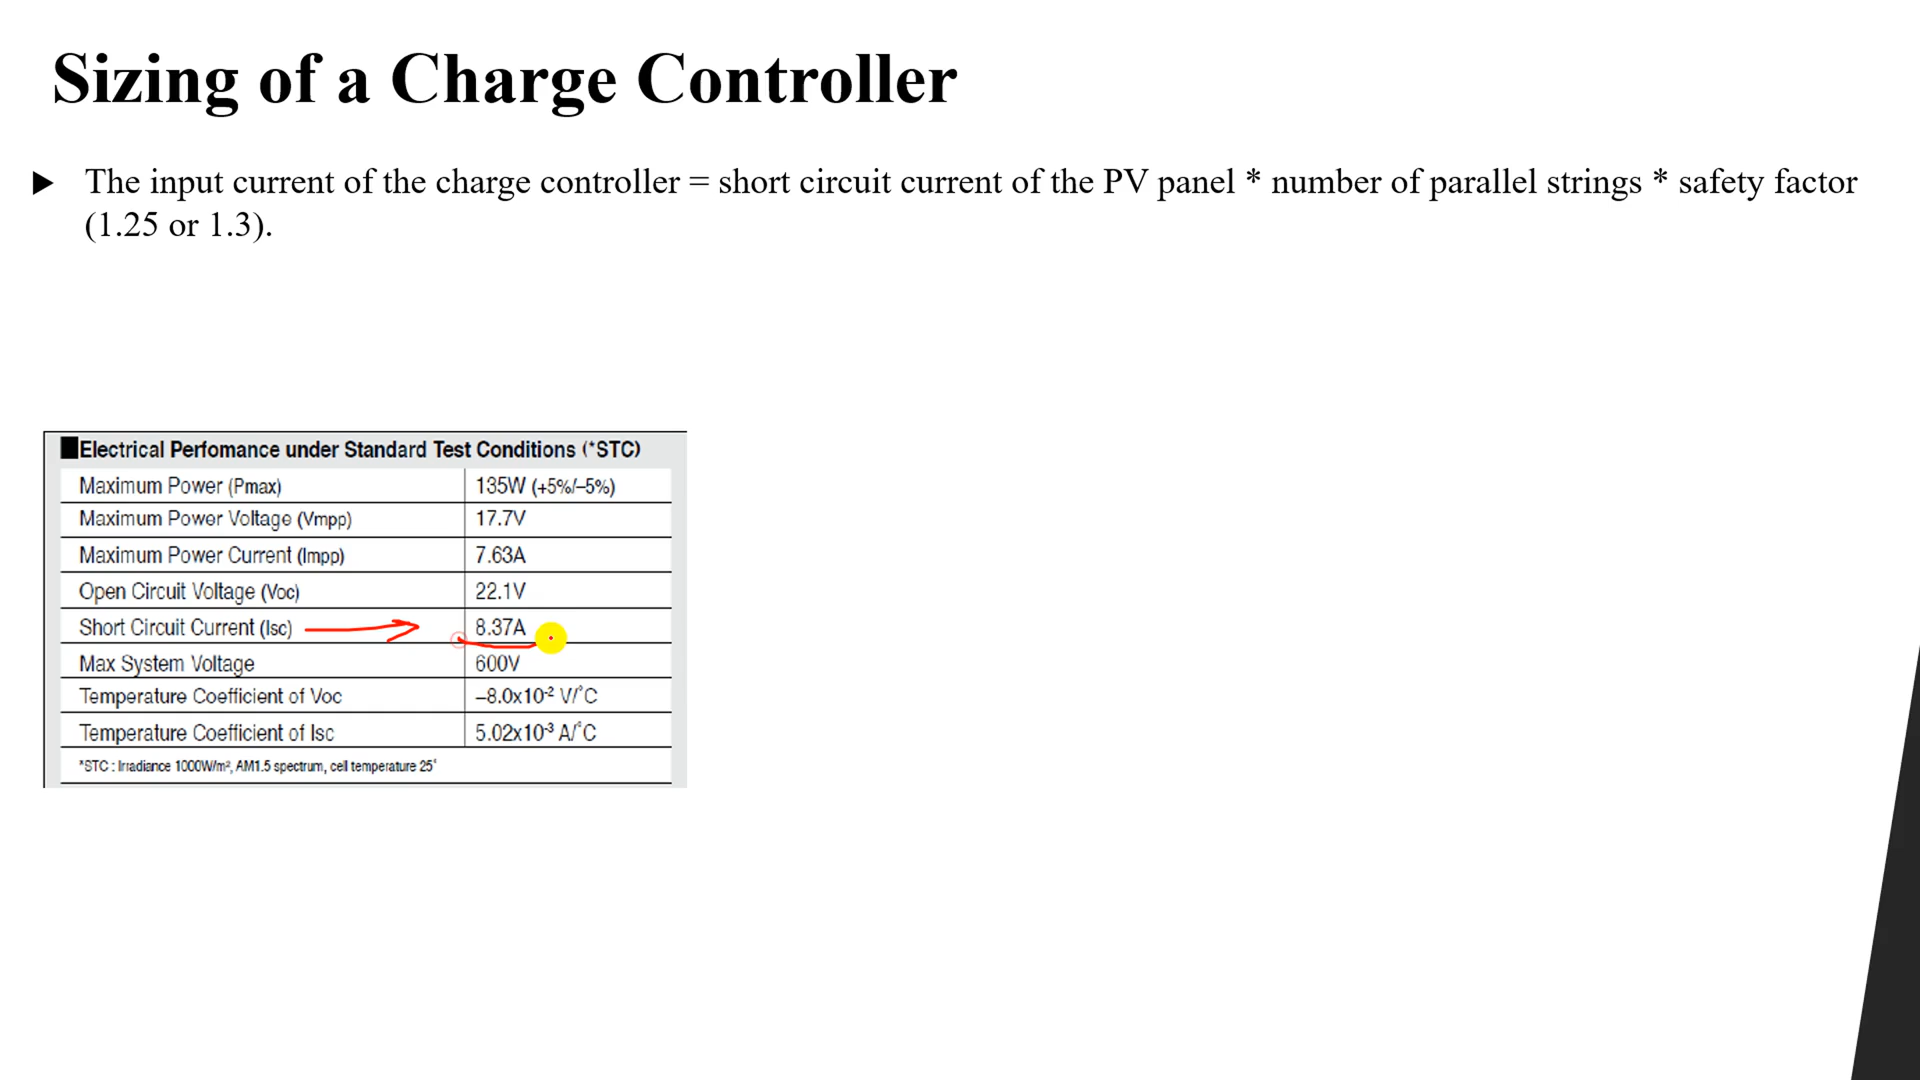 Sizing of a Charge Controller
The input current of the charge controller = short circuit current of the PV panel * number of parallel strings * safety factor
(1.25 or 1.3).
Electrical Perfomance under Standard Test Conditions (*STC)
Maximum Power (Pmax) 135W (+5%/–5%)
Maximum Power Voltage (Vmpp) 17.7V
Maximum Power Current (Impp) 7.63A
Open Circuit Voltage (Voc) 22.1V
Short Circuit Current (Isc) 8.37A
Max System Voltage 600V
Temperature Coefficient of Voc –8.0x10⁻² V/°C
Temperature Coefficient of Isc 5.02x10⁻³ A/°C
*STC : Irradiance 1000W/m², AM1.5 spectrum, cell temperature 25°